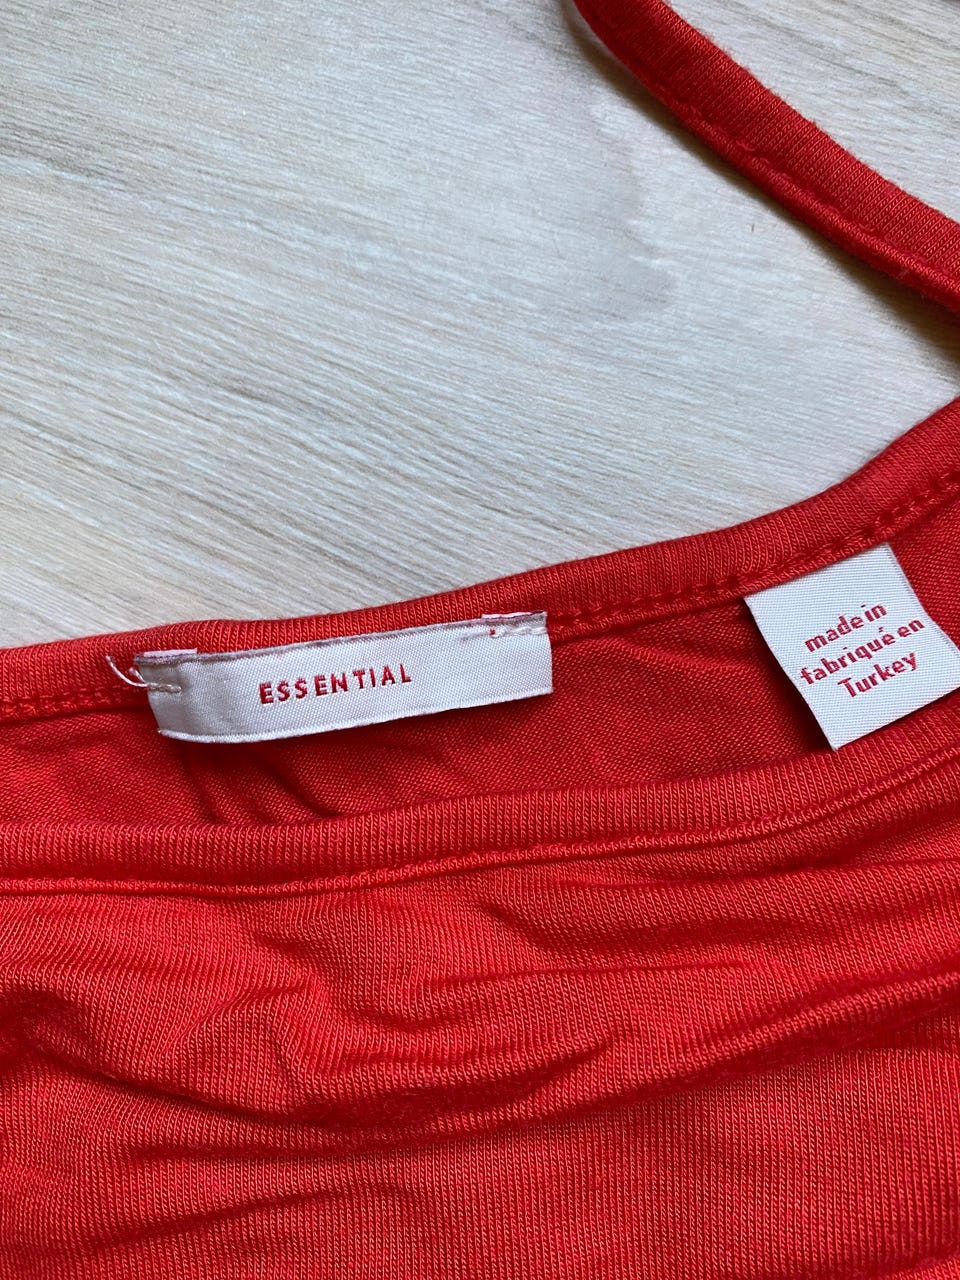 ESSENTIAL
made in
fabriqué en
Turkey